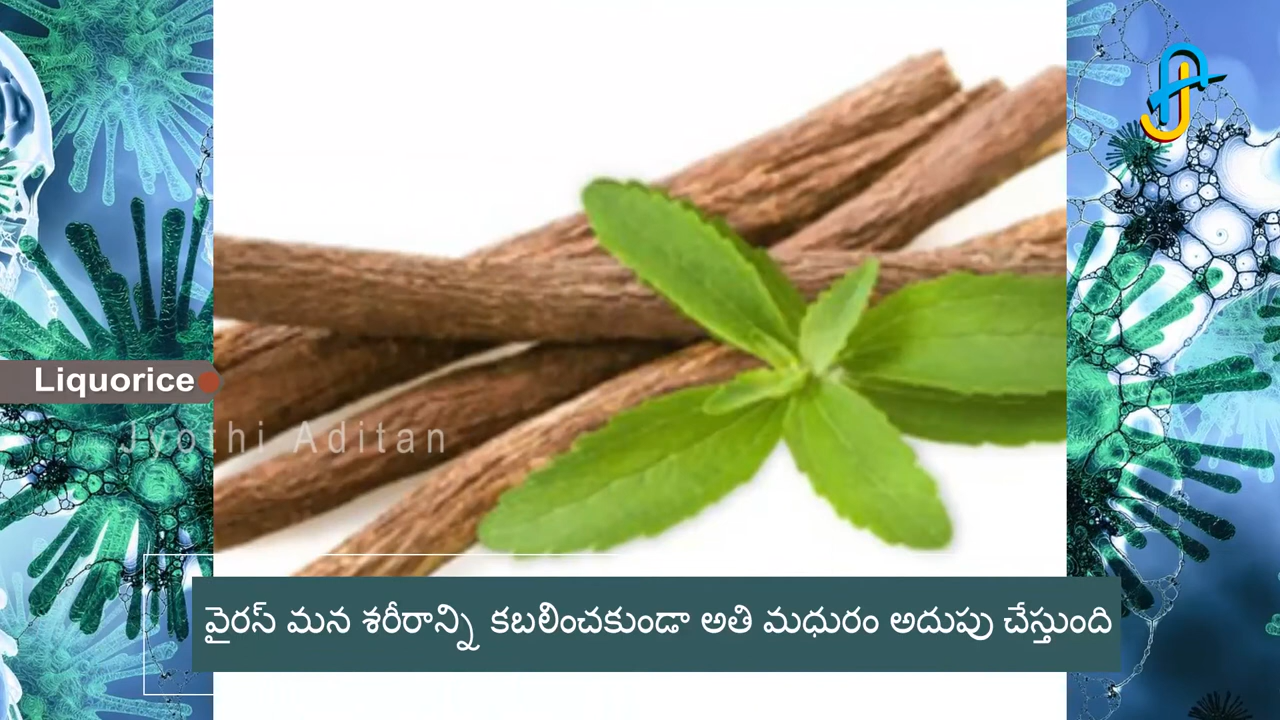 Liquorice
Jyothi Aditan
వైరస్ మన శరీరాన్ని కబలించకుండా అతి మధురం అదుపు చేస్తుంది